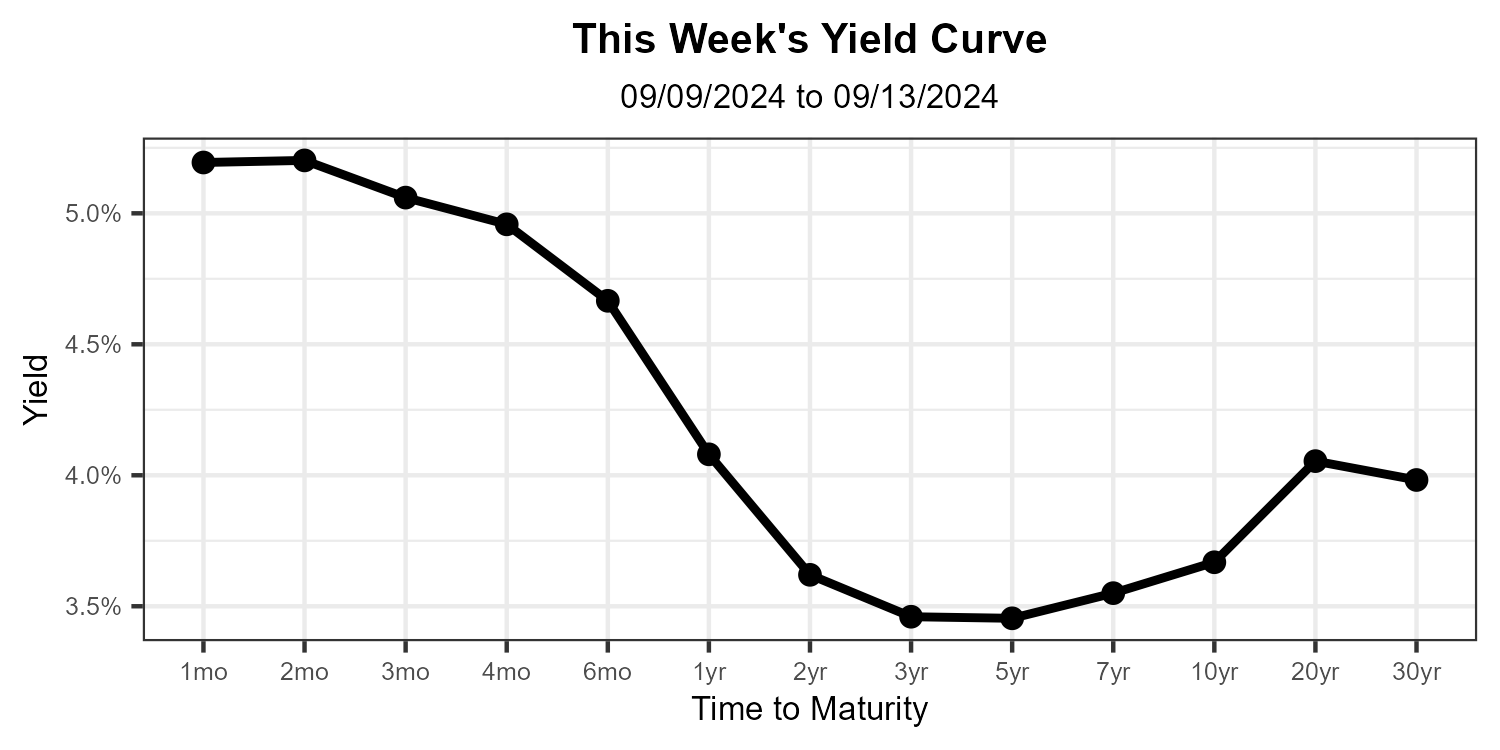 This Week's Yield Curve
09/09/2024 to 09/13/2024
Yield
5.0%
4.5%
4.0%
3.5%
1mo 2mo 3mo 4mo 6mo 1yr 2yr 3yr 5yr 7yr 10yr 20yr 30yr
Time to Maturity